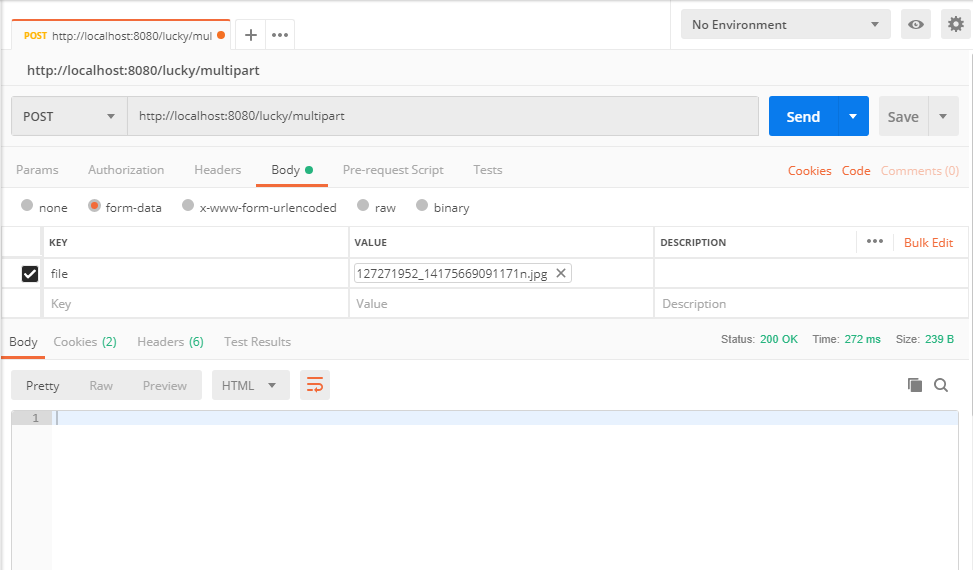 POST http://localhost:8080/lucky/mul
No Environment
http://localhost:8080/lucky/multipart
POST http://localhost:8080/lucky/multipart Send Save
Params Authorization Headers Body Pre-request Script Tests Cookies Code Comments (0)
none form-data x-www-form-urlencoded raw binary
KEY VALUE DESCRIPTION Bulk Edit
file 127271952_14175669091171n.jpg
Key Value Description
Body Cookies (2) Headers (6) Test Results Status: 200 OK Time: 272 ms Size: 239 B
Pretty Raw Preview HTML
1